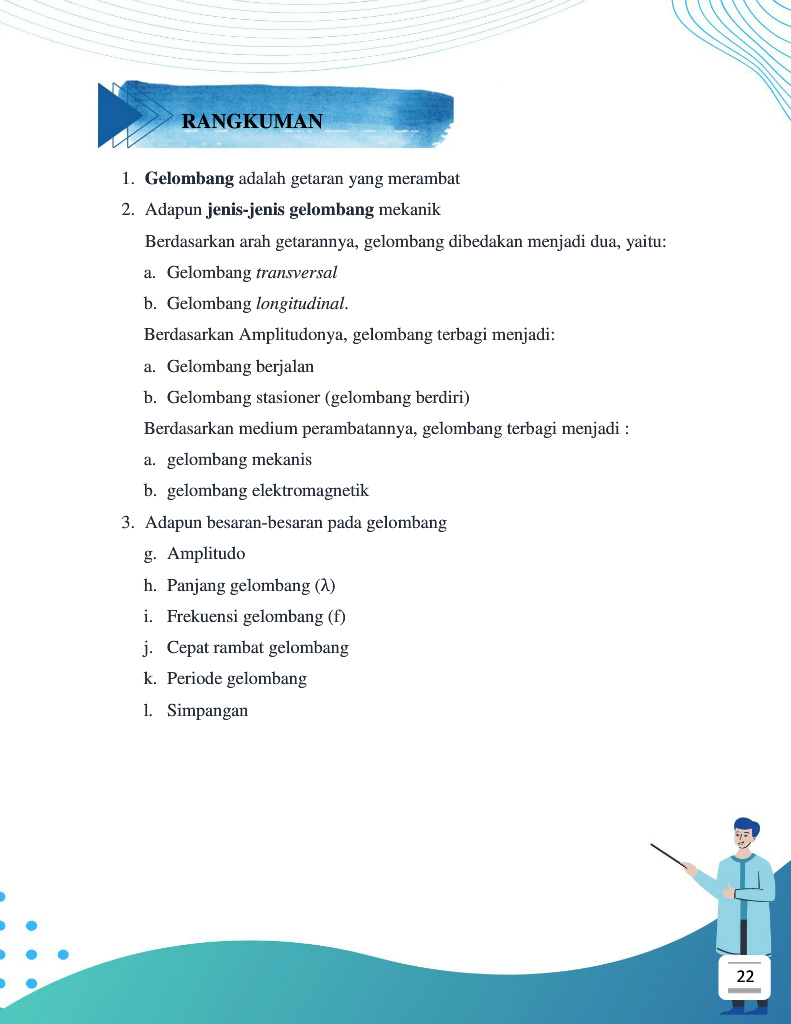 RANGKUMAN
1. Gelombang adalah getaran yang merambat
2. Adapun jenis-jenis gelombang mekanik
Berdasarkan arah getarannya, gelombang dibedakan menjadi dua, yaitu:
a. Gelombang transversal
b. Gelombang longitudinal.
Berdasarkan Amplitudonya, gelombang terbagi menjadi:
a. Gelombang berjalan
b. Gelombang stasioner (gelombang berdiri)
Berdasarkan medium perambatannya, gelombang terbagi menjadi :
a. gelombang mekanis
b. gelombang elektromagnetik
3. Adapun besaran-besaran pada gelombang
g. Amplitudo
h. Panjang gelombang (λ)
i. Frekuensi gelombang (f)
j. Cepat rambat gelombang
k. Periode gelombang
l. Simpangan
22